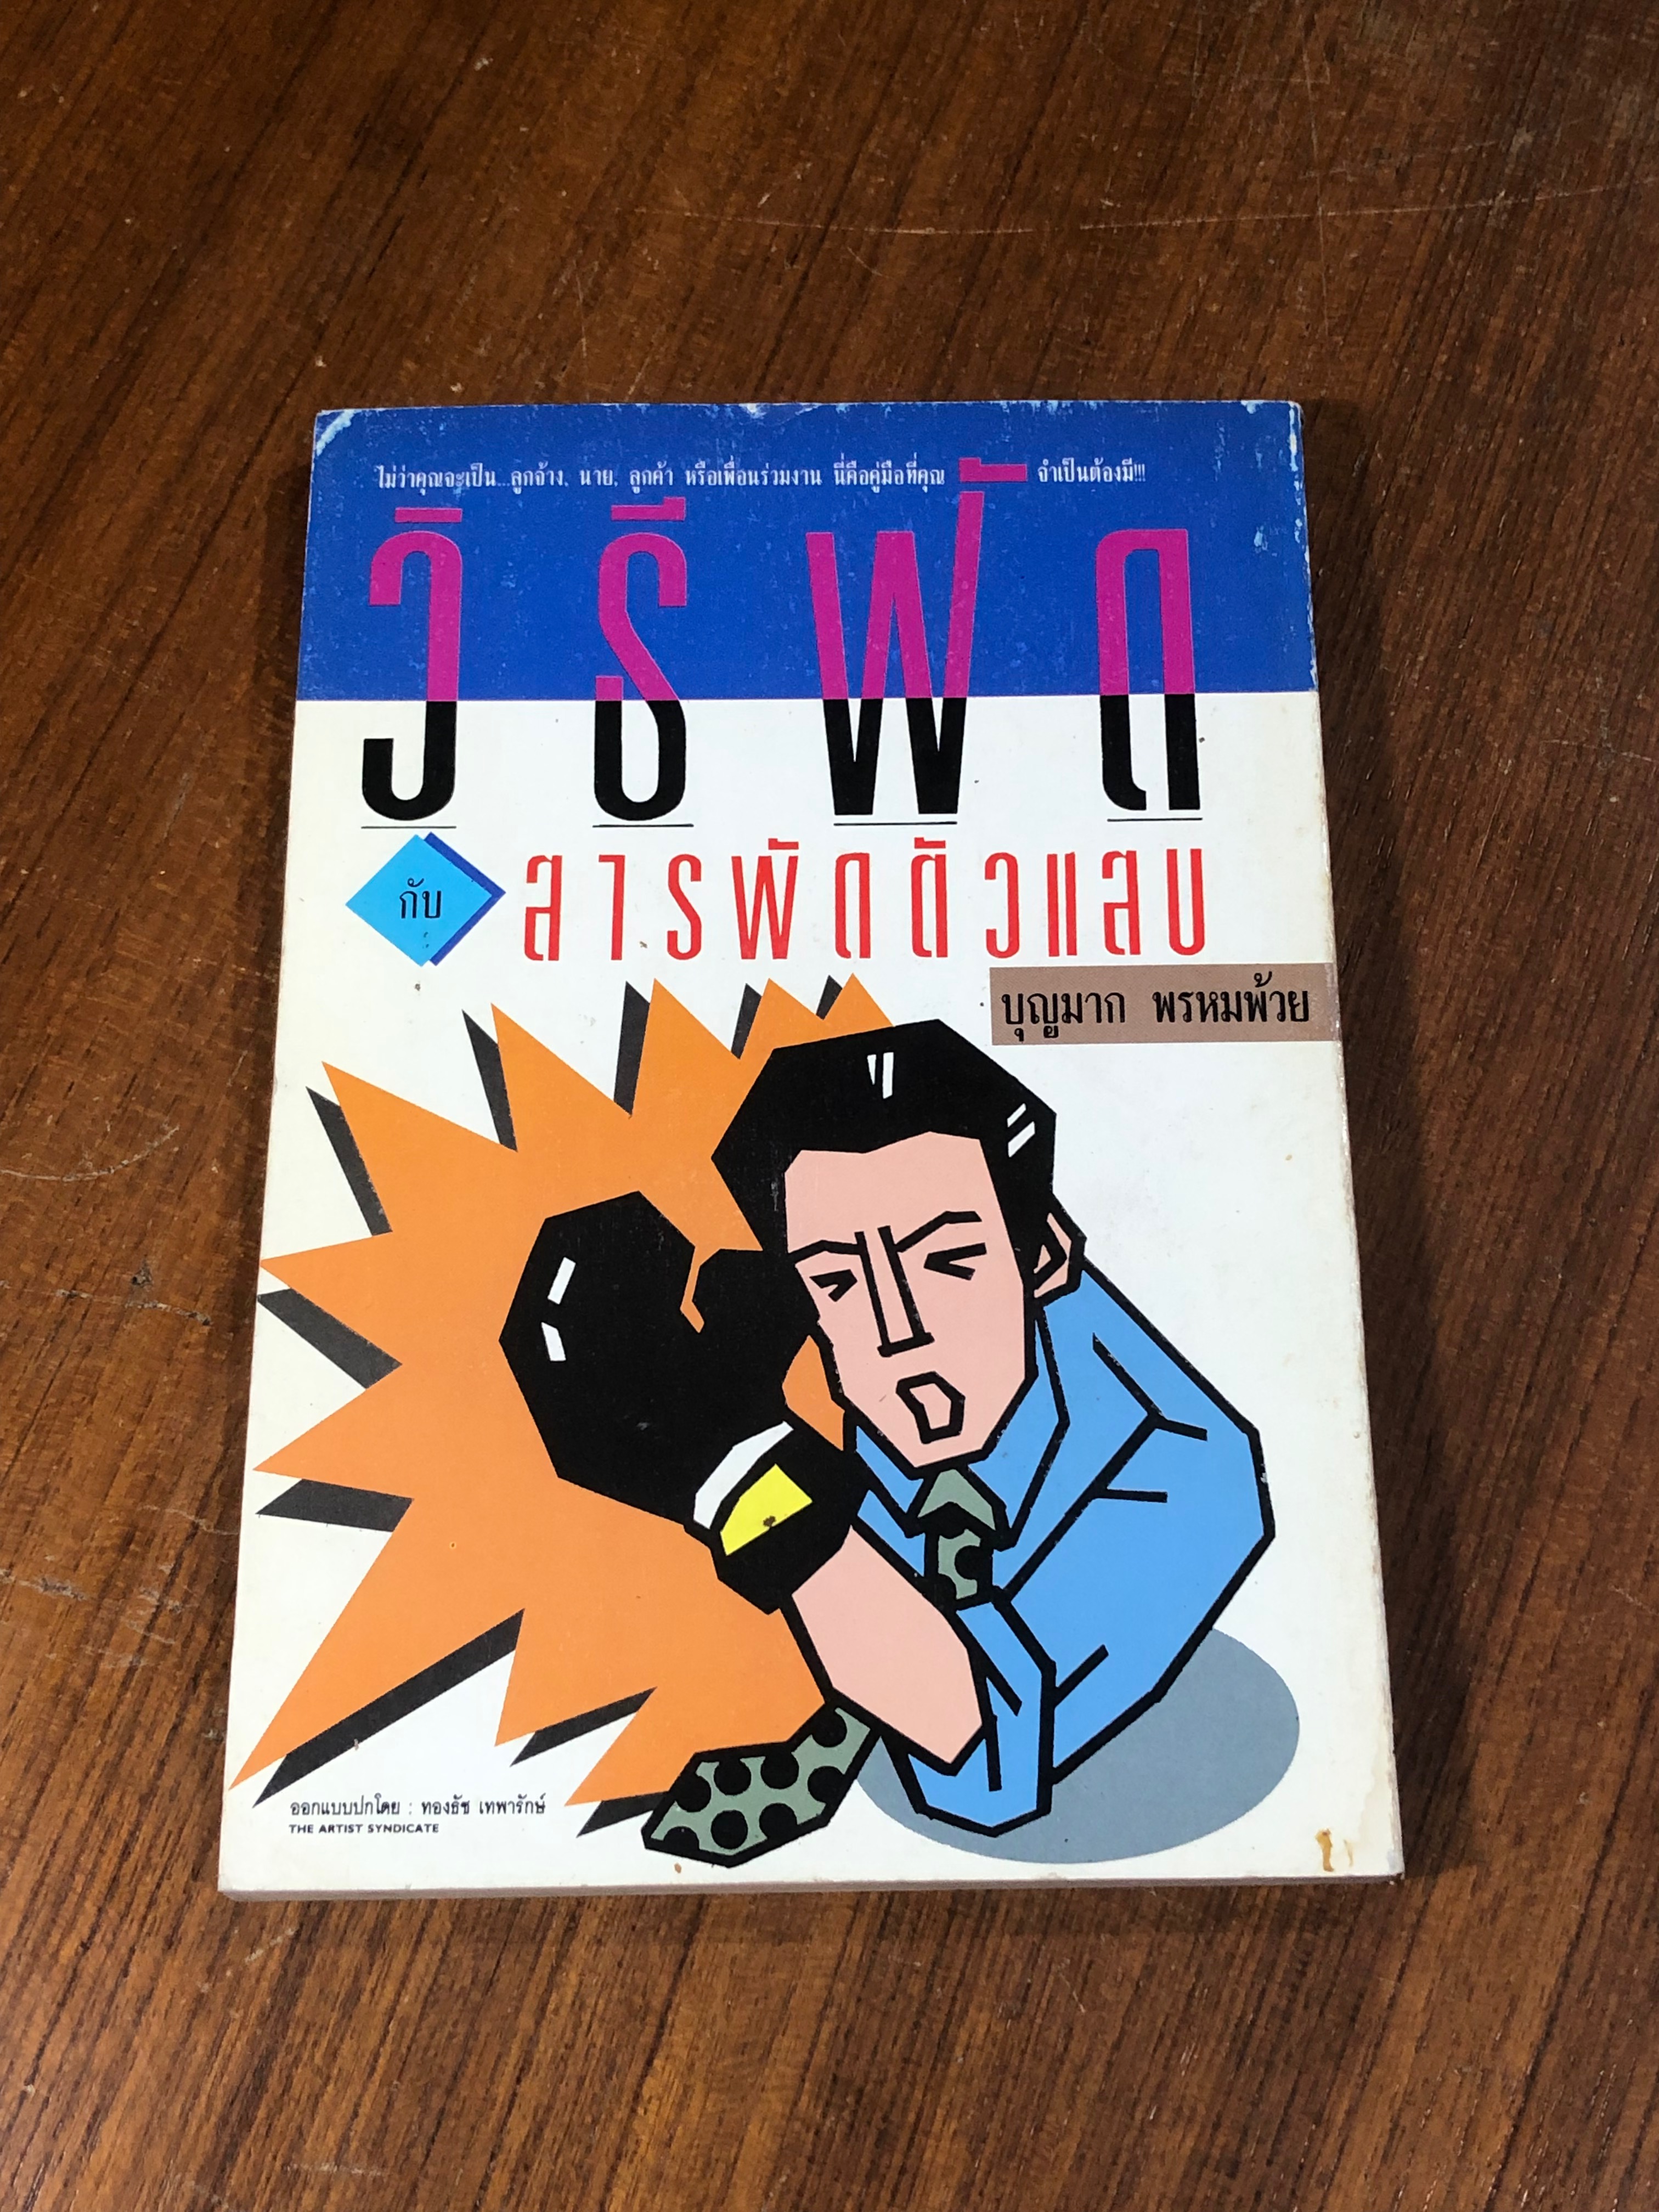 ไม่ว่าคุณจะเป็น...ลูกจ้าง, นาย, ลูกค้า หรือเพื่อนร่วมงาน นี่คือคู่มือที่คุณ จำเป็นต้องมี!!!
วิธีฟัด
กับ สารพัดตัวแสบ
บุญมาก พรหมพ้วย
ออกแบบปกโดย : ทองธัช เทพารักษ์
THE ARTIST SYNDICATE